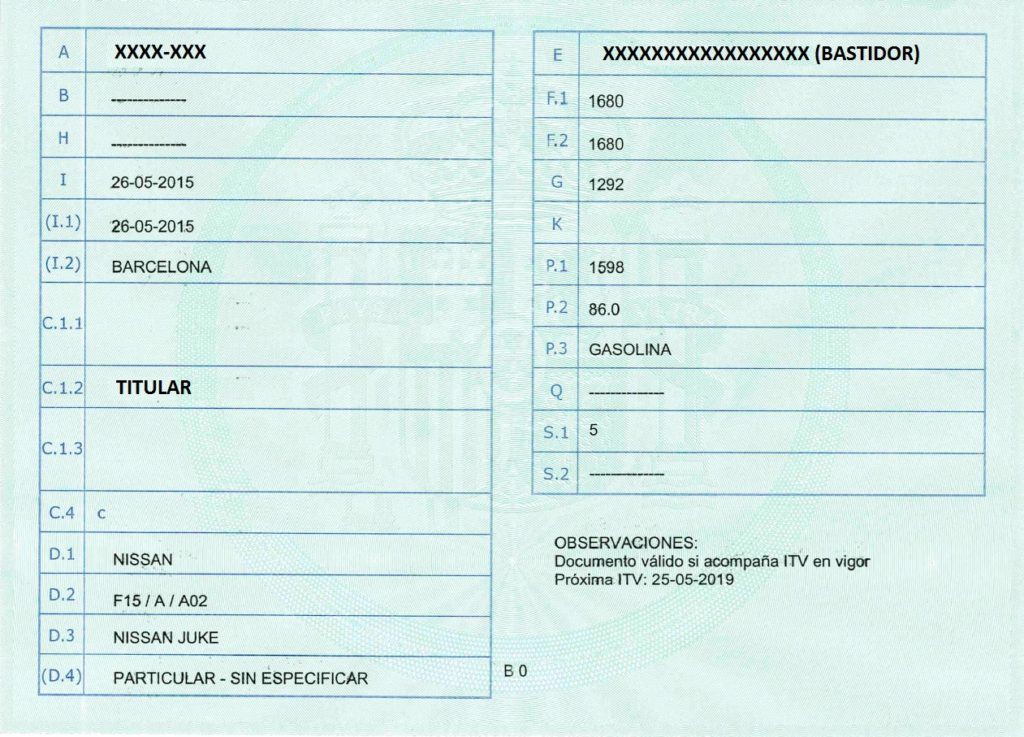 A XXXX-XXX
B --------------
H --------------
I 26-05-2015
(I.1) 26-05-2015
(I.2) BARCELONA
C.1.1
C.1.2 TITULAR
C.1.3
C.4 c
D.1 NISSAN
D.2 F15 / A / A02
D.3 NISSAN JUKE
(D.4) PARTICULAR - SIN ESPECIFICAR
B 0
E XXXXXXXXXXXXXXXXX (BASTIDOR)
F.1 1680
F.2 1680
G 1292
K
P.1 1598
P.2 86.0
P.3 GASOLINA
Q --------------
S.1 5
S.2 --------------
OBSERVACIONES:
Documento válido si acompaña ITV en vigor
Próxima ITV: 25-05-2019